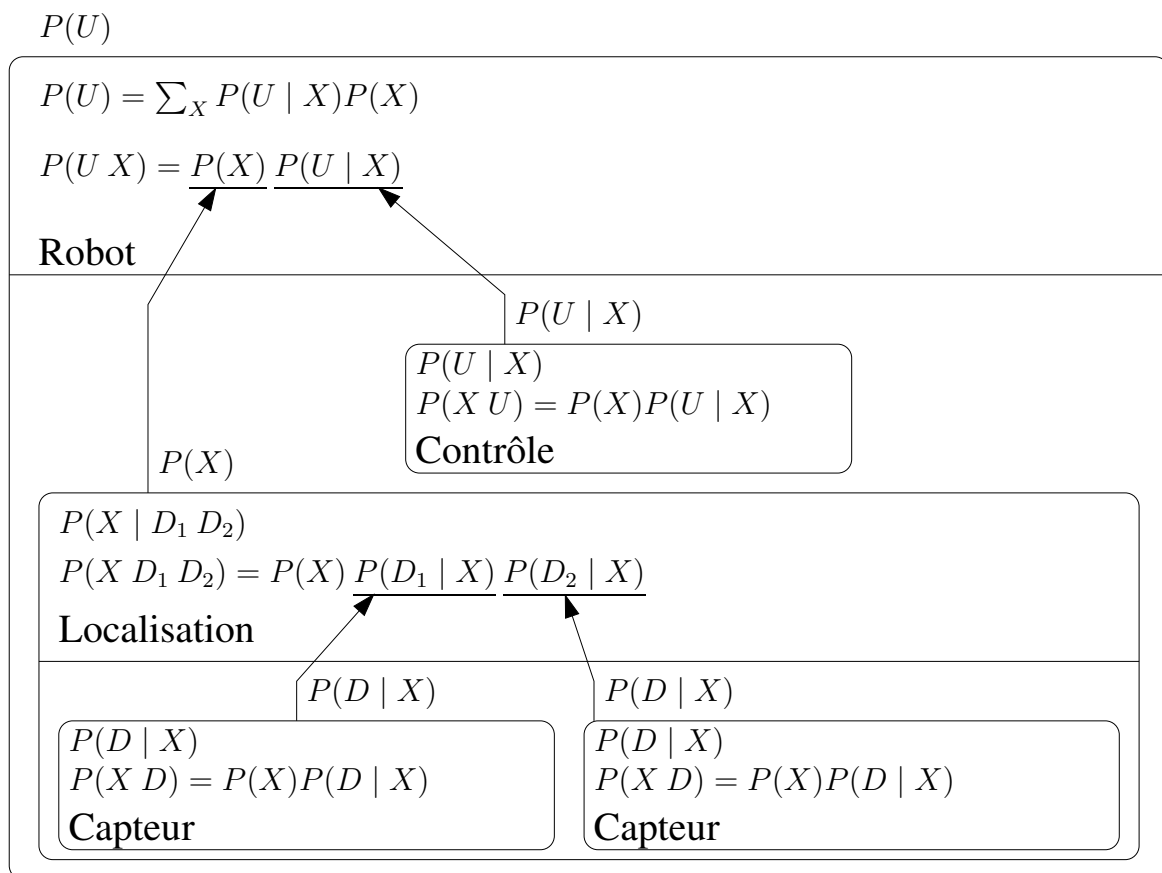 P(U)
P(U) = ∑_X P(U | X)P(X)
P(U X) = P(X) P(U | X)
Robot
P(U | X)
P(U | X)
P(X U) = P(X)P(U | X)
Contrôle
P(X)
P(X | D₁ D₂)
P(X D₁ D₂) = P(X) P(D₁ | X) P(D₂ | X)
Localisation
P(D | X)
P(D | X)
P(D | X)
P(X D) = P(X)P(D | X)
Capteur
P(D | X)
P(X D) = P(X)P(D | X)
Capteur